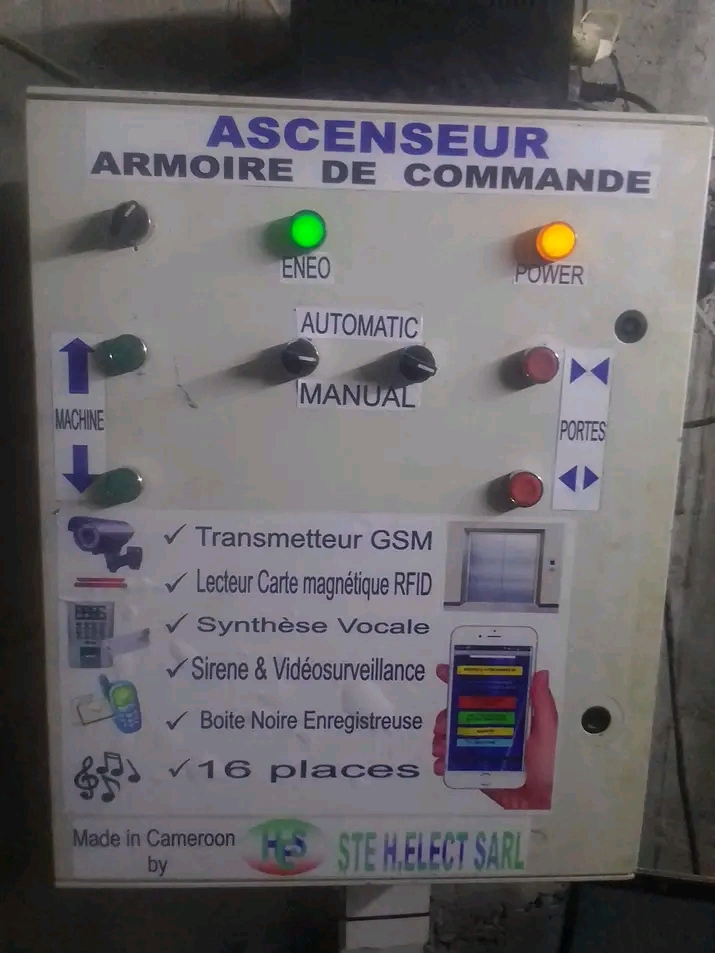 ASCENSEUR
ARMOIRE DE COMMANDE
ENEO
POWER
AUTOMATIC
MANUAL
MACHINE
PORTES
✓ Transmetteur GSM
✓ Lecteur Carte magnétique RFID
✓ Synthèse Vocale
✓ Sirene & Vidéosurveillance
✓ Boite Noire Enregistreuse
✓ 16 places
Made in Cameroon
by
HES
STE H.ELECT SARL